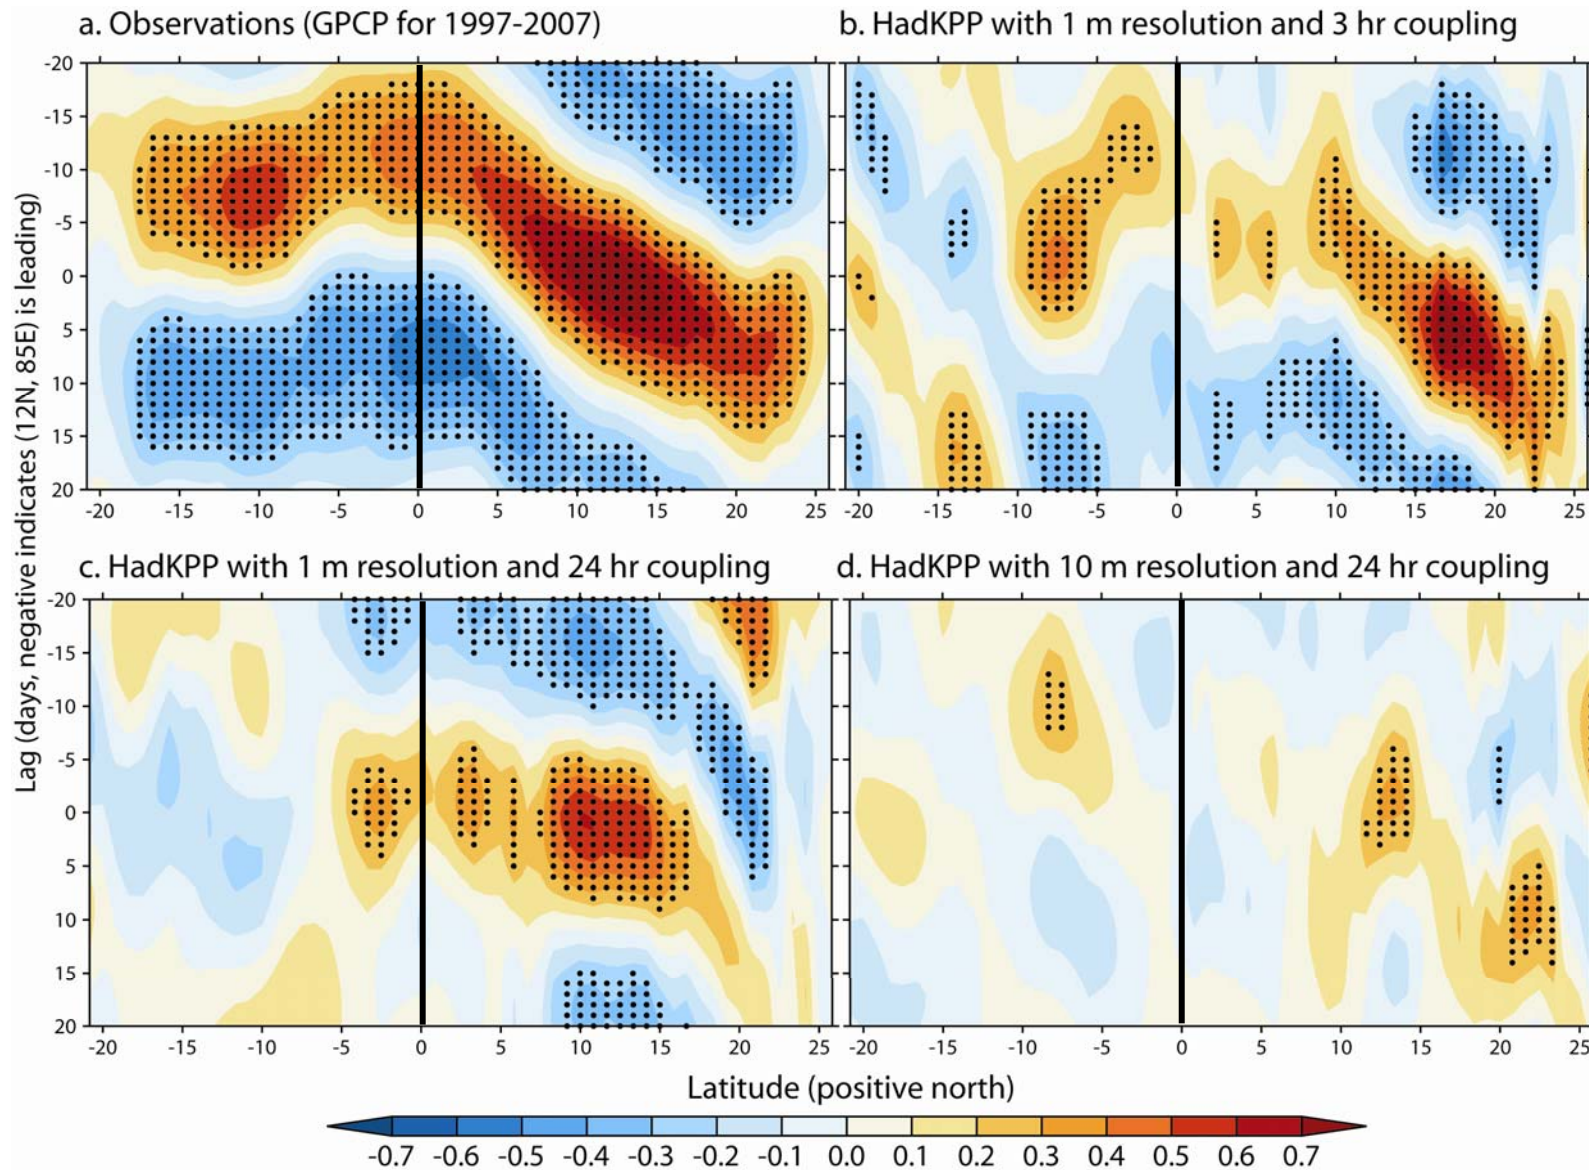 a. Observations (GPCP for 1997-2007)
b. HadKPP with 1 m resolution and 3 hr coupling
-20
-15
-10
-5
0
5
10
15
20
-20 -15 -10 -5 0 5 10 15 20 25
-20 -15 -10 -5 0 5 10 15 20 25
c. HadKPP with 1 m resolution and 24 hr coupling
d. HadKPP with 10 m resolution and 24 hr coupling
-20
-15
-10
-5
0
5
10
15
20
-20 -15 -10 -5 0 5 10 15 20 25
-20 -15 -10 -5 0 5 10 15 20 25
Lag (days, negative indicates (12N, 85E) is leading)
Latitude (positive north)
-0.7 -0.6 -0.5 -0.4 -0.3 -0.2 -0.1 0.0 0.1 0.2 0.3 0.4 0.5 0.6 0.7